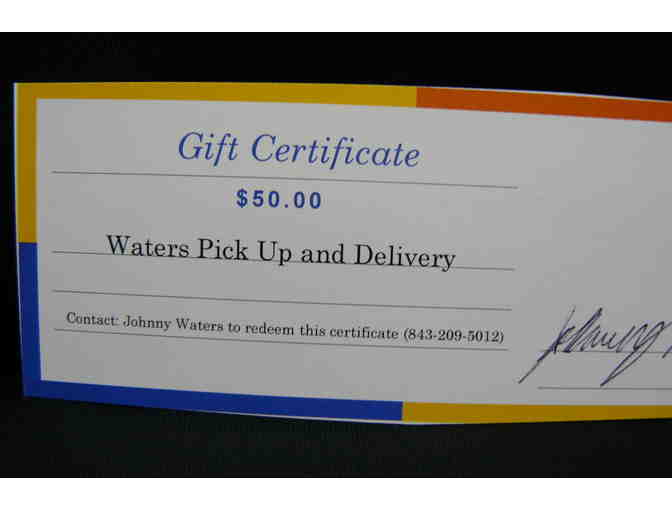 Gift Certificate
$50.00
Waters Pick Up and Delivery
Contact: Johnny Waters to redeem this certificate (843-209-5012)